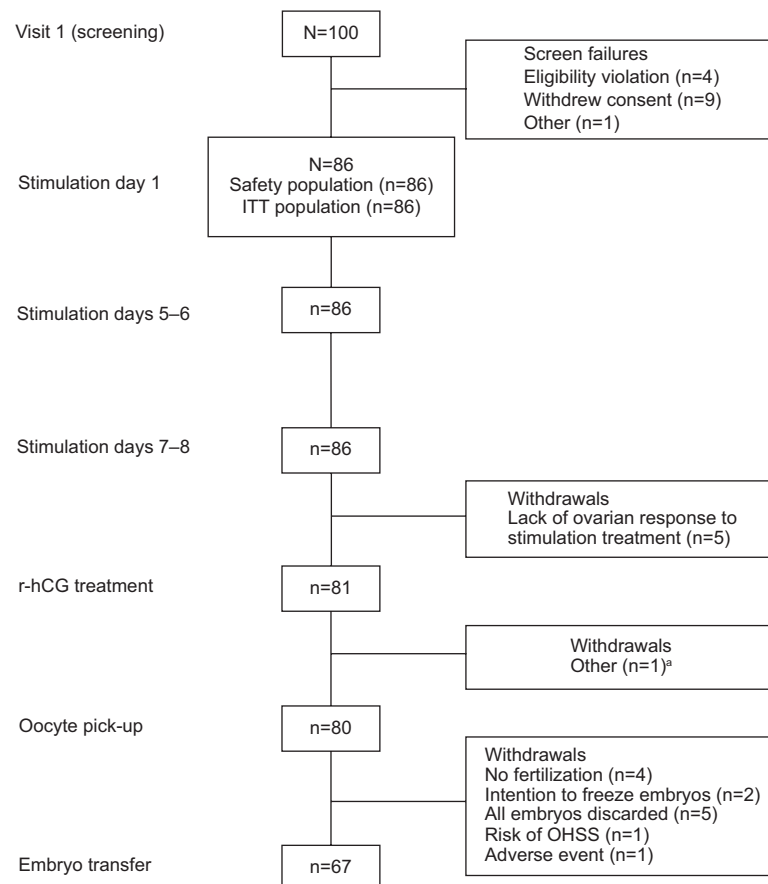 Visit 1 (screening)
N=100
Screen failures
Eligibility violation (n=4)
Withdrew consent (n=9)
Other (n=1)
Stimulation day 1
N=86
Safety population (n=86)
ITT population (n=86)
Stimulation days 5–6
n=86
Stimulation days 7–8
n=86
Withdrawals
Lack of ovarian response to
stimulation treatment (n=5)
r-hCG treatment
n=81
Withdrawals
Other (n=1)ᵃ
Oocyte pick-up
n=80
Withdrawals
No fertilization (n=4)
Intention to freeze embryos (n=2)
All embryos discarded (n=5)
Risk of OHSS (n=1)
Adverse event (n=1)
Embryo transfer
n=67